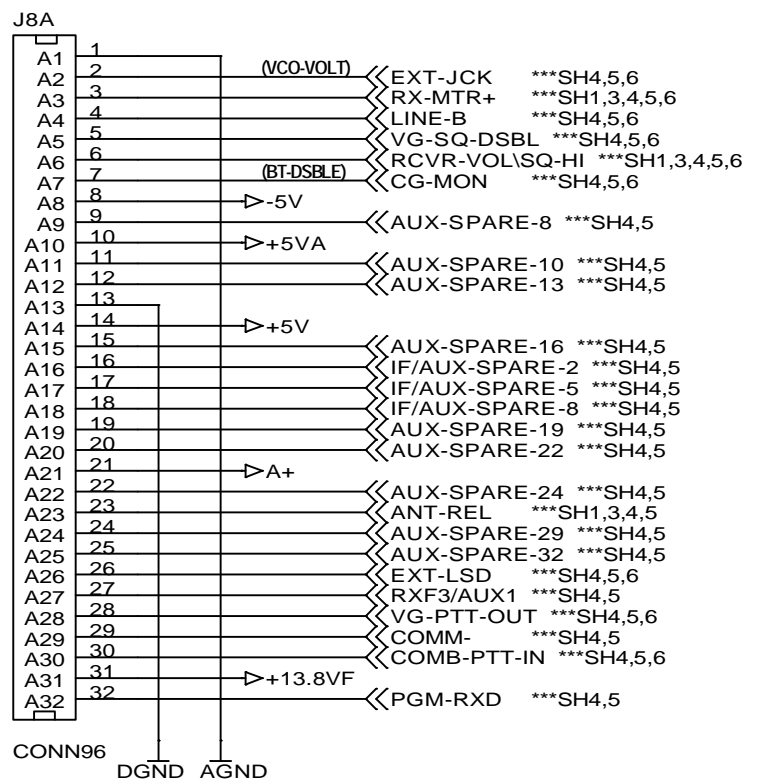 J8A
A1 1
A2 2 (VCO-VOLT) EXT-JCK ***SH4,5,6
A3 3 RX-MTR+ ***SH1,3,4,5,6
A4 4 LINE-B ***SH4,5,6
A5 5 VG-SQ-DSBL ***SH4,5,6
A6 6 RCVR-VOL\SQ-HI ***SH1,3,4,5,6
A7 7 (BT-DSBLE) CG-MON ***SH4,5,6
A8 8 -5V
A9 9 AUX-SPARE-8 ***SH4,5
A10 10 +5VA
A11 11 AUX-SPARE-10 ***SH4,5
A12 12 AUX-SPARE-13 ***SH4,5
A13 13
A14 14 +5V
A15 15 AUX-SPARE-16 ***SH4,5
A16 16 IF/AUX-SPARE-2 ***SH4,5
A17 17 IF/AUX-SPARE-5 ***SH4,5
A18 18 IF/AUX-SPARE-8 ***SH4,5
A19 19 AUX-SPARE-19 ***SH4,5
A20 20 AUX-SPARE-22 ***SH4,5
A21 21 A+
A22 22 AUX-SPARE-24 ***SH4,5
A23 23 ANT-REL ***SH1,3,4,5
A24 24 AUX-SPARE-29 ***SH4,5
A25 25 AUX-SPARE-32 ***SH4,5
A26 26 EXT-LSD ***SH4,5,6
A27 27 RXF3/AUX1 ***SH4,5
A28 28 VG-PTT-OUT ***SH4,5,6
A29 29 COMM- ***SH4,5
A30 30 COMB-PTT-IN ***SH4,5,6
A31 31 +13.8VF
A32 32 PGM-RXD ***SH4,5
CONN96
DGND AGND